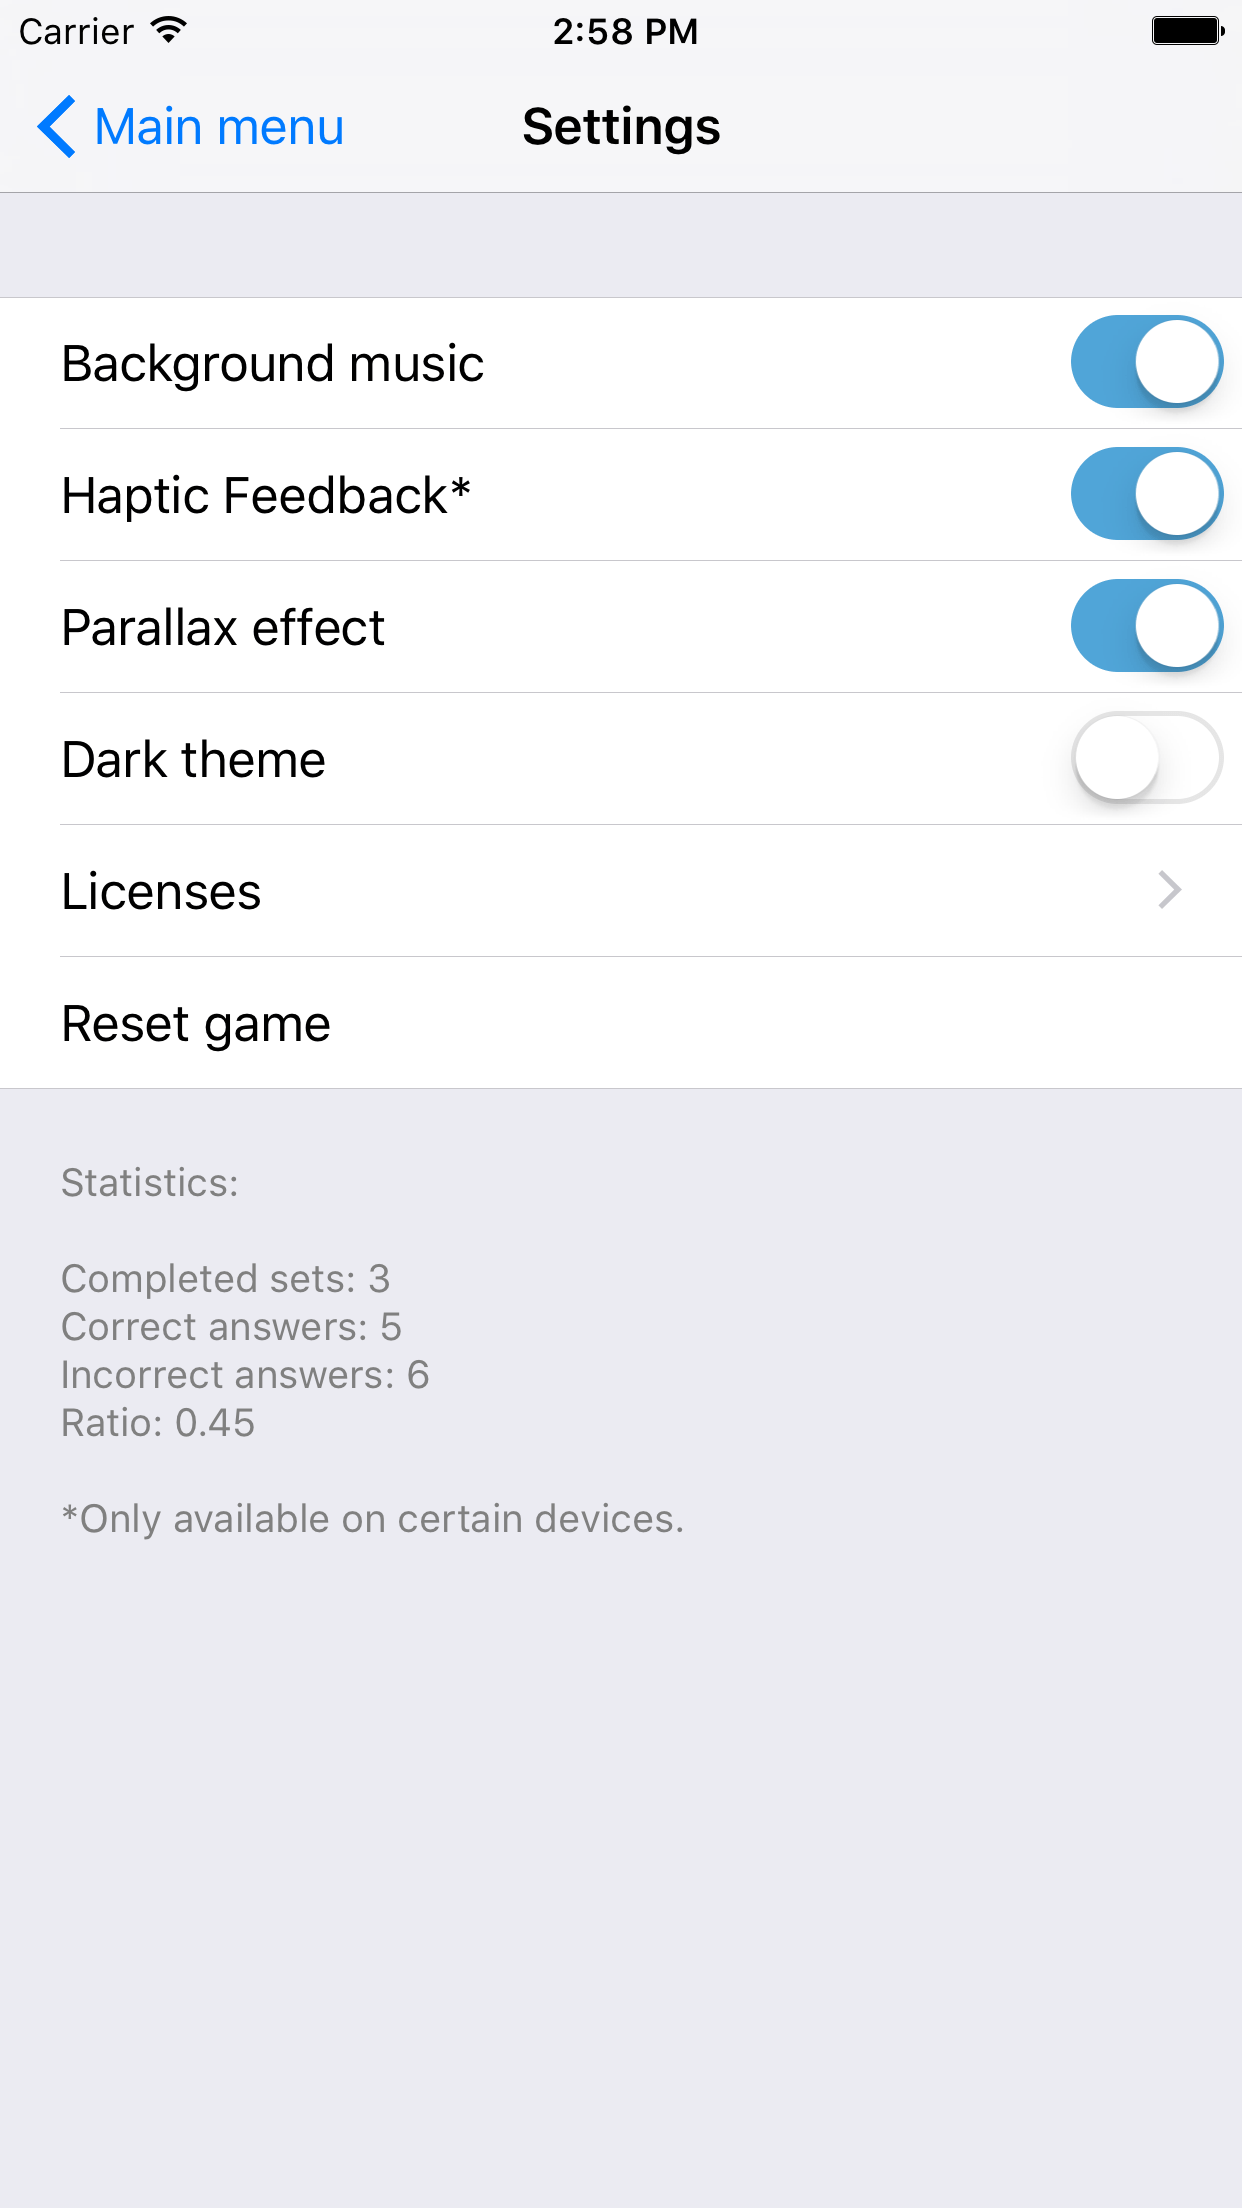 Carrier
2:58 PM
Main menu
Settings
Background music
Haptic Feedback*
Parallax effect
Dark theme
Licenses
Reset game
Statistics:
Completed sets: 3
Correct answers: 5
Incorrect answers: 6
Ratio: 0.45
*Only available on certain devices.